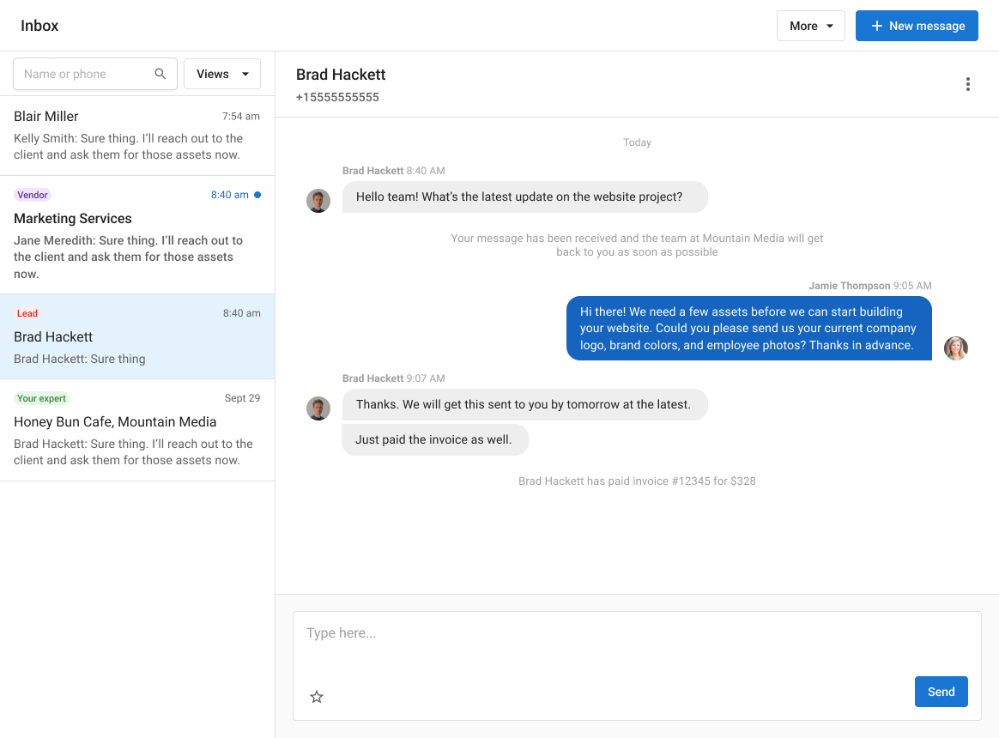 Inbox
More
New message
Name or phone
Views
Blair Miller
7:54 am
Kelly Smith: Sure thing. I’ll reach out to the
client and ask them for those assets now.
Vendor
8:40 am
Marketing Services
Jane Meredith: Sure thing. I’ll reach out to
the client and ask them for those assets
now.
Lead
8:40 am
Brad Hackett
Brad Hackett: Sure thing
Your expert
Sept 29
Honey Bun Cafe, Mountain Media
Brad Hackett: Sure thing. I’ll reach out to the
client and ask them for those assets now.
Brad Hackett
+15555555555
Today
Brad Hackett 8:40 AM
Hello team! What’s the latest update on the website project?
Your message has been received and the team at Mountain Media will get
back to you as soon as possible
Jamie Thompson 9:05 AM
Hi there! We need a few assets before we can start building
your website. Could you please send us your current company
logo, brand colors, and employee photos? Thanks in advance.
Brad Hackett 9:07 AM
Thanks. We will get this sent to you by tomorrow at the latest.
Just paid the invoice as well.
Brad Hackett has paid invoice #12345 for $328
Type here...
Send